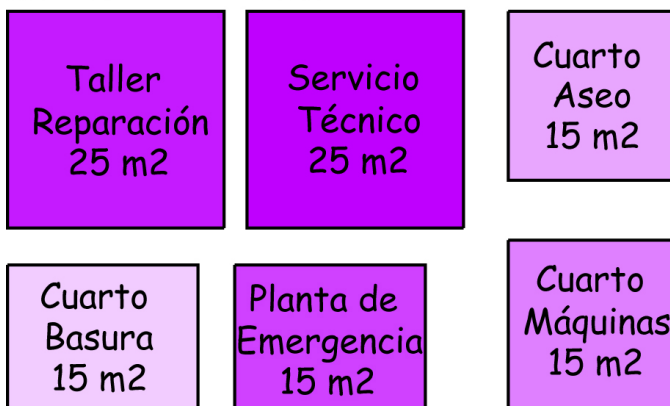 Taller
Reparación
25 m2
Servicio
Técnico
25 m2
Cuarto
Aseo
15 m2
Cuarto
Basura
15 m2
Planta de
Emergencia
15 m2
Cuarto
Máquinas
15 m2